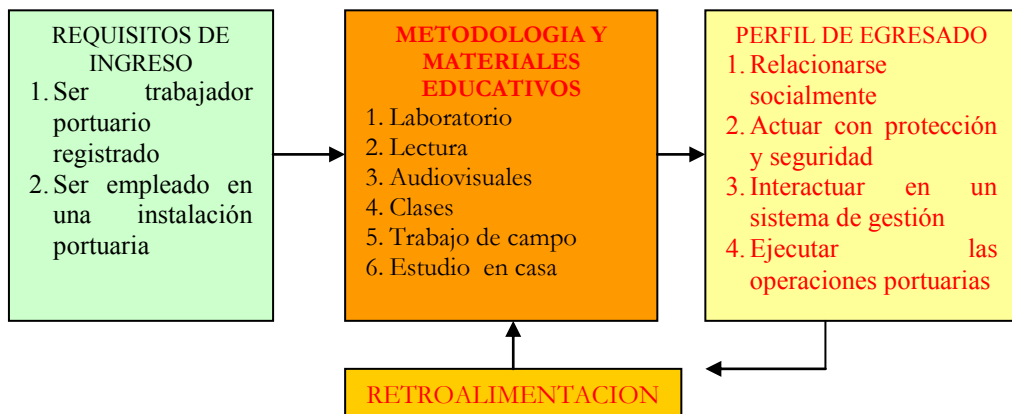 REQUISITOS DE
INGRESO
1. Ser trabajador
portuario
registrado
2. Ser empleado en
una instalación
portuaria
METODOLOGIA Y
MATERIALES
EDUCATIVOS
1. Laboratorio
2. Lectura
3. Audiovisuales
4. Clases
5. Trabajo de campo
6. Estudio en casa
PERFIL DE EGRESADO
1. Relacionarse
socialmente
2. Actuar con protección
y seguridad
3. Interactuar en un
sistema de gestión
4. Ejecutar las
operaciones portuarias
RETROALIMENTACION